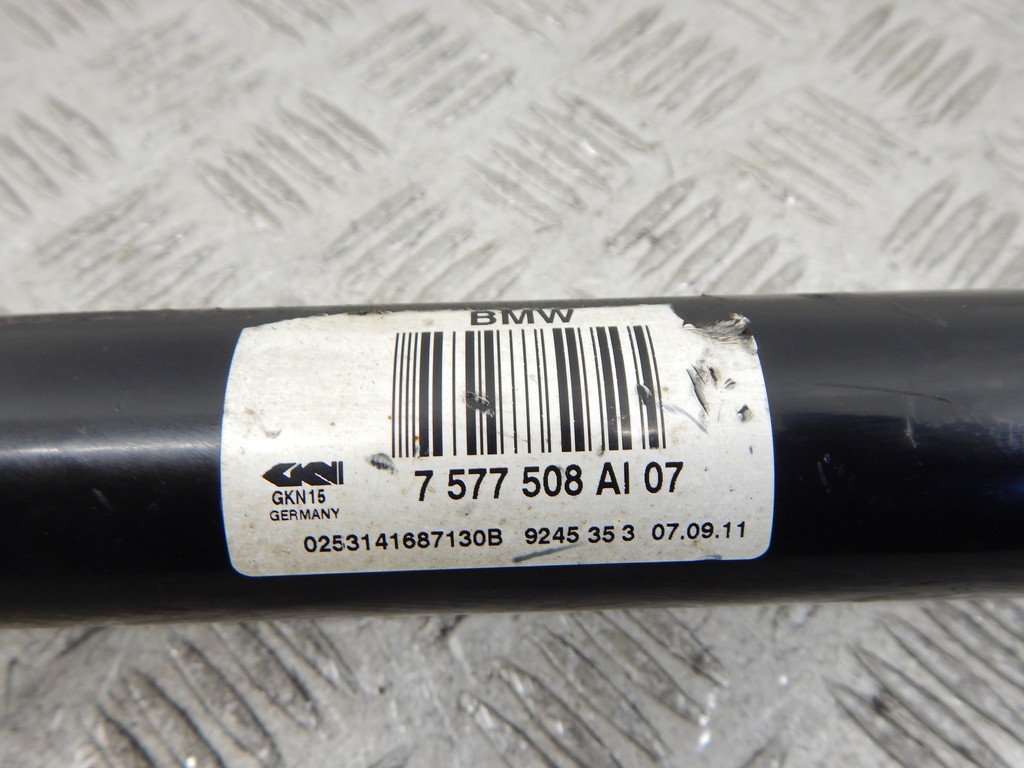 BMW
7 577 508 AI 07
GKN
GKN15
GERMANY
0253141687130B 9245 35 3 07.09.11